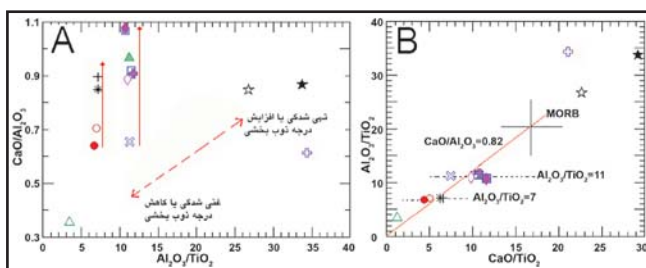 A
1.1
0.9
0.7
0.5
0.3
CaO/Al₂O₃
تهی شدگی یا افزایش
درجه ذوب بخشی
غنی شدگی یا کاهش
درجه ذوب بخشی
0 5 10 15 20 25 30 35 40
Al₂O₃/TiO₂
B
40
30
20
10
0
Al₂O₃/TiO₂
MORB
CaO/Al₂O₃=0.82
Al₂O₃/TiO₂=11
Al₂O₃/TiO₂=7
0 5 10 15 20 25 30
CaO/TiO₂